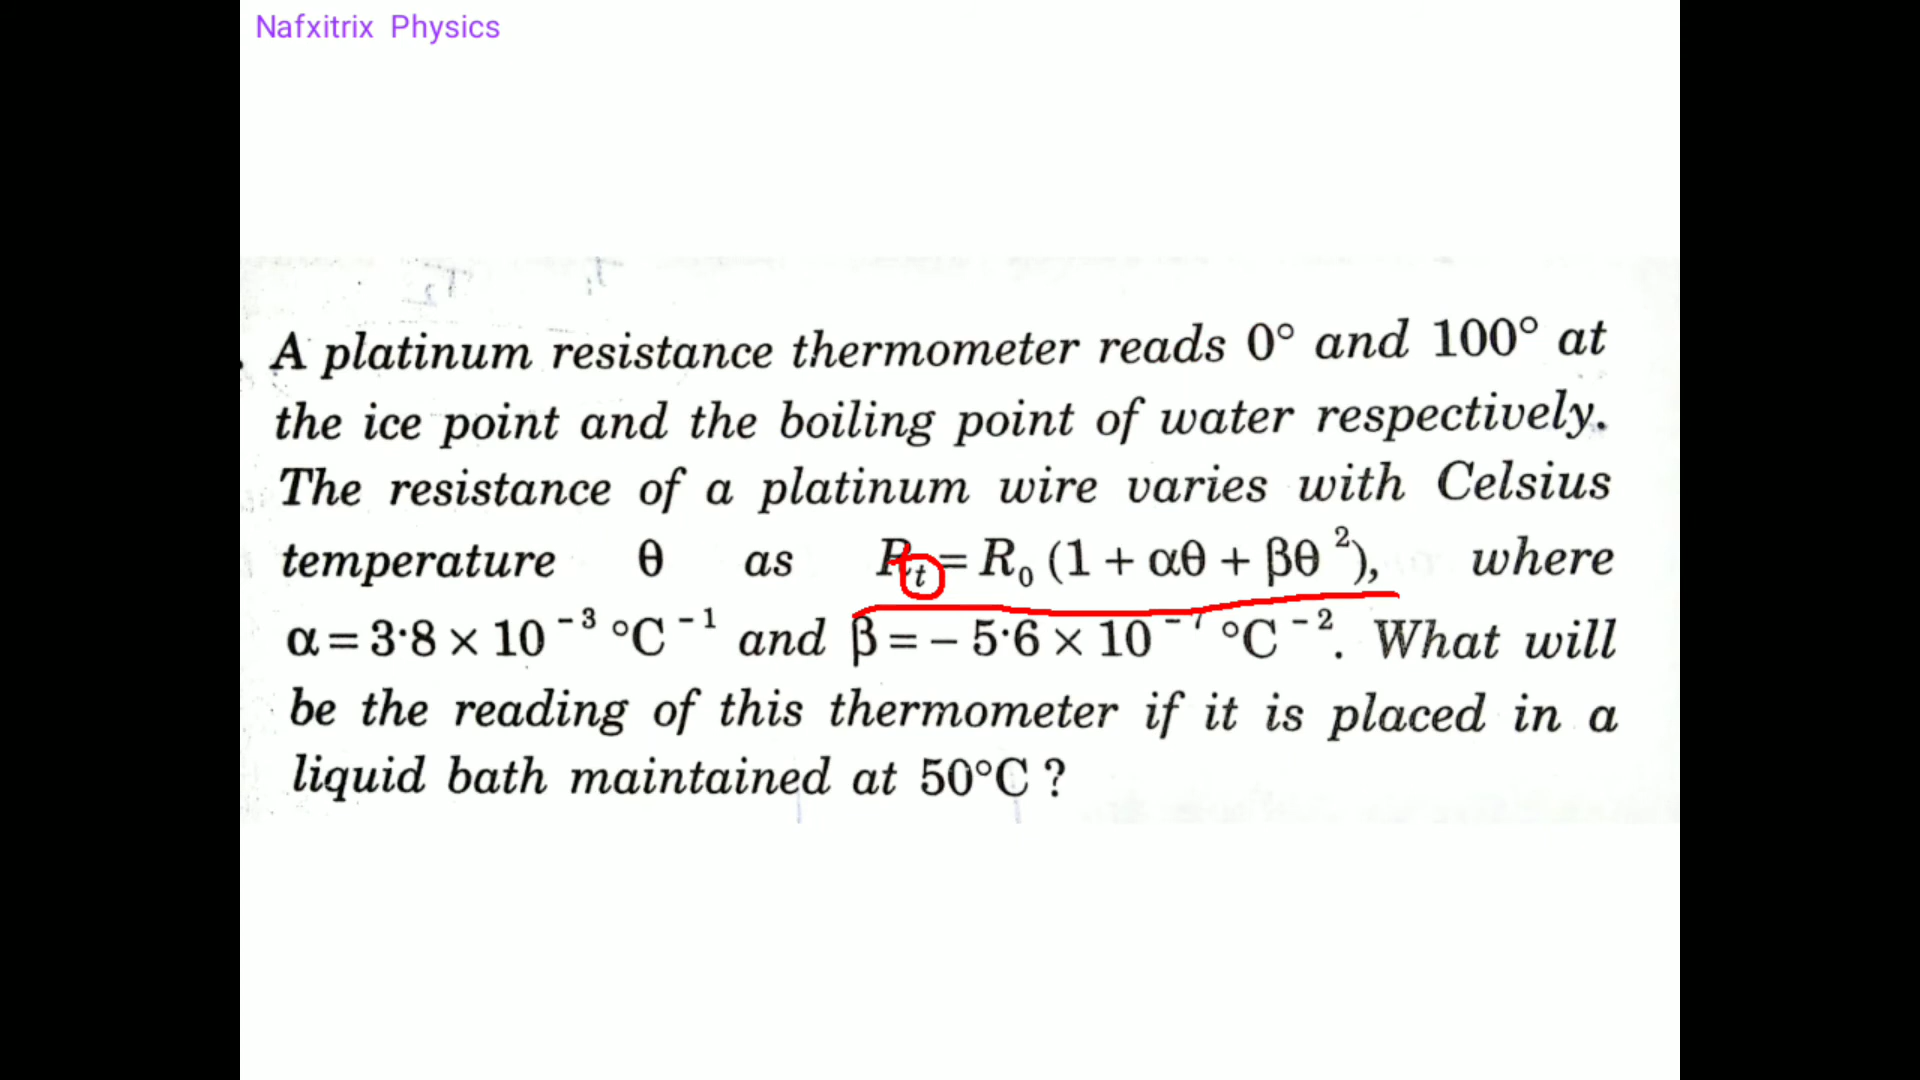 Nafxitrix Physics
A platinum resistance thermometer reads 0° and 100° at
the ice point and the boiling point of water respectively.
The resistance of a platinum wire varies with Celsius
temperature θ as Rt = R₀ (1 + αθ + βθ ²), where
α = 3·8 × 10 ⁻³ °C ⁻¹ and β = – 5·6 × 10 ⁻⁷ °C ⁻². What will
be the reading of this thermometer if it is placed in a
liquid bath maintained at 50°C ?